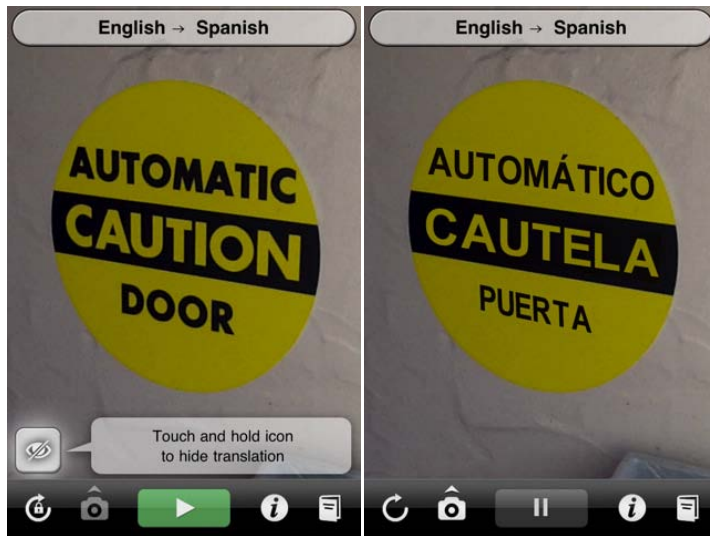 English → Spanish
AUTOMATIC
CAUTION
DOOR
Touch and hold icon
to hide translation
i
English → Spanish
AUTOMÁTICO
CAUTELA
PUERTA
i